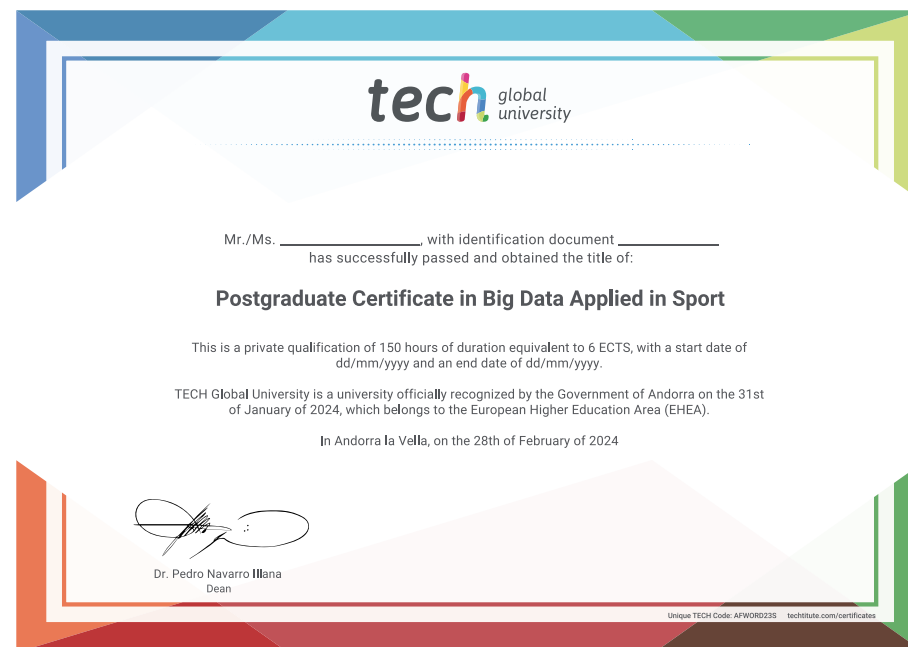 tech global
university
Mr./Ms. ____________________, with identification document ______________
has successfully passed and obtained the title of:
Postgraduate Certificate in Big Data Applied in Sport
This is a private qualification of 150 hours of duration equivalent to 6 ECTS, with a start date of
dd/mm/yyyy and an end date of dd/mm/yyyy.
TECH Global University is a university officially recognized by the Government of Andorra on the 31st
of January of 2024, which belongs to the European Higher Education Area (EHEA).
In Andorra la Vella, on the 28th of February of 2024
Dr. Pedro Navarro Illana
Dean
Unique TECH Code: AFWORD23S techtitute.com/certificates